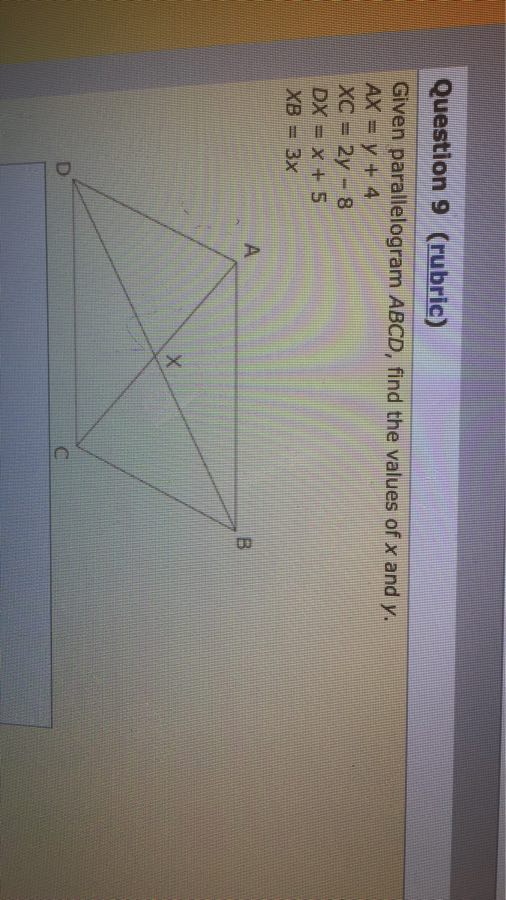 Question 9 (rubric)
Given parallelogram ABCD, find the values of x and y.
AX = y + 4
XC = 2y - 8
DX = x + 5
XB = 3x
A
B
X
D
C